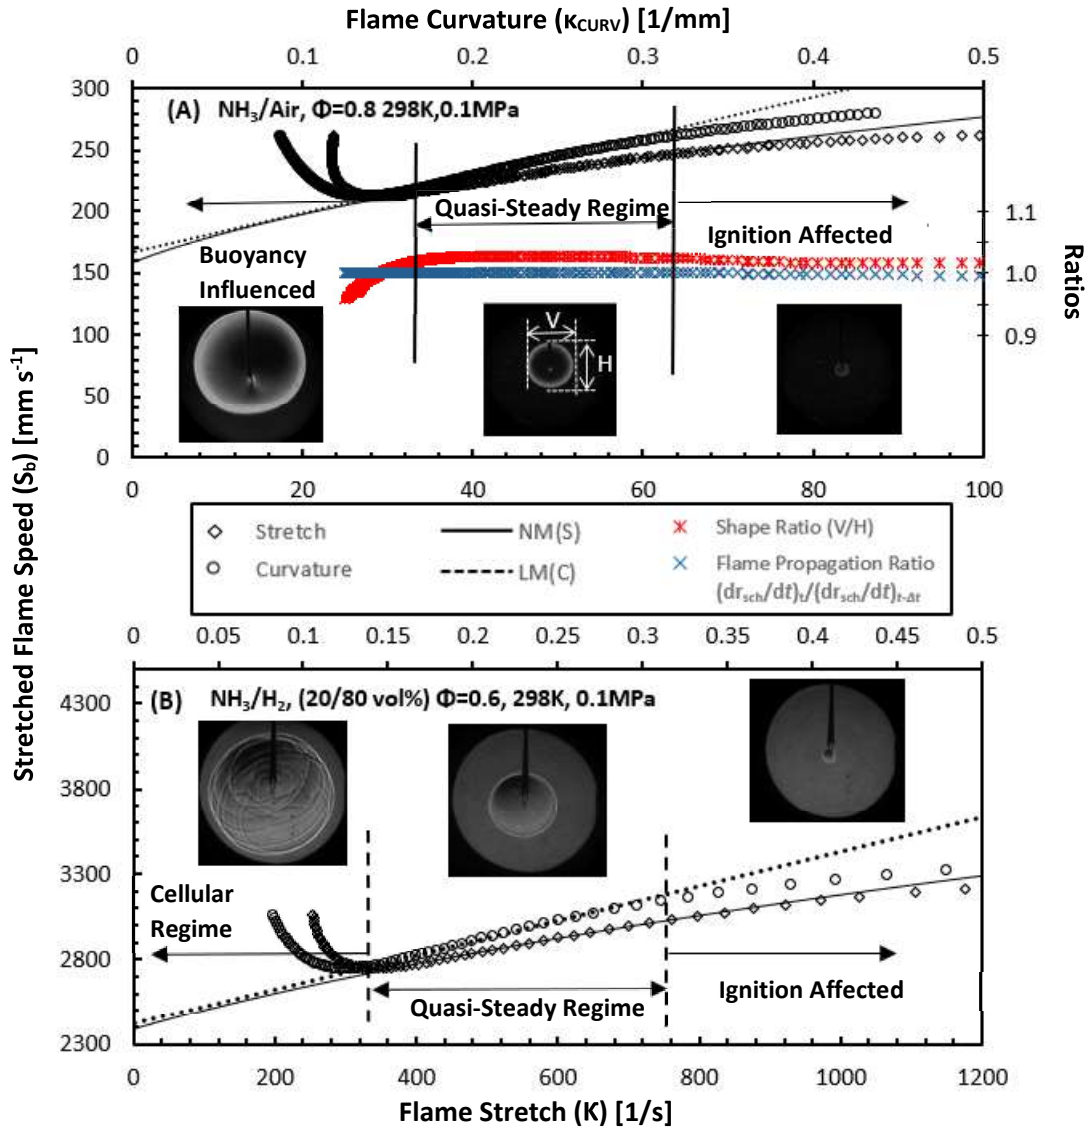 Flame Curvature (κCURV) [1/mm]
0 0.1 0.2 0.3 0.4 0.5
300
250
200
150
100
50
0
(A) NH₃/Air, Φ=0.8 298K,0.1MPa
Quasi-Steady Regime
Ignition Affected
Buoyancy
Influenced
V
H
1.1
1.0
0.9
Ratios
0 20 40 60 80 100
Stretched Flame Speed (Sb) [mm s⁻¹]
Stretch
Curvature
NM(S)
LM(C)
Shape Ratio (V/H)
Flame Propagation Ratio
(drsch/dt)t/(drsch/dt)t-Δt
0 0.05 0.1 0.15 0.2 0.25 0.3 0.35 0.4 0.45 0.5
4300
3800
3300
2800
2300
(B) NH₃/H₂, (20/80 vol%) Φ=0.6, 298K, 0.1MPa
Cellular
Regime
Quasi-Steady Regime
Ignition Affected
0 200 400 600 800 1000 1200
Flame Stretch (K) [1/s]